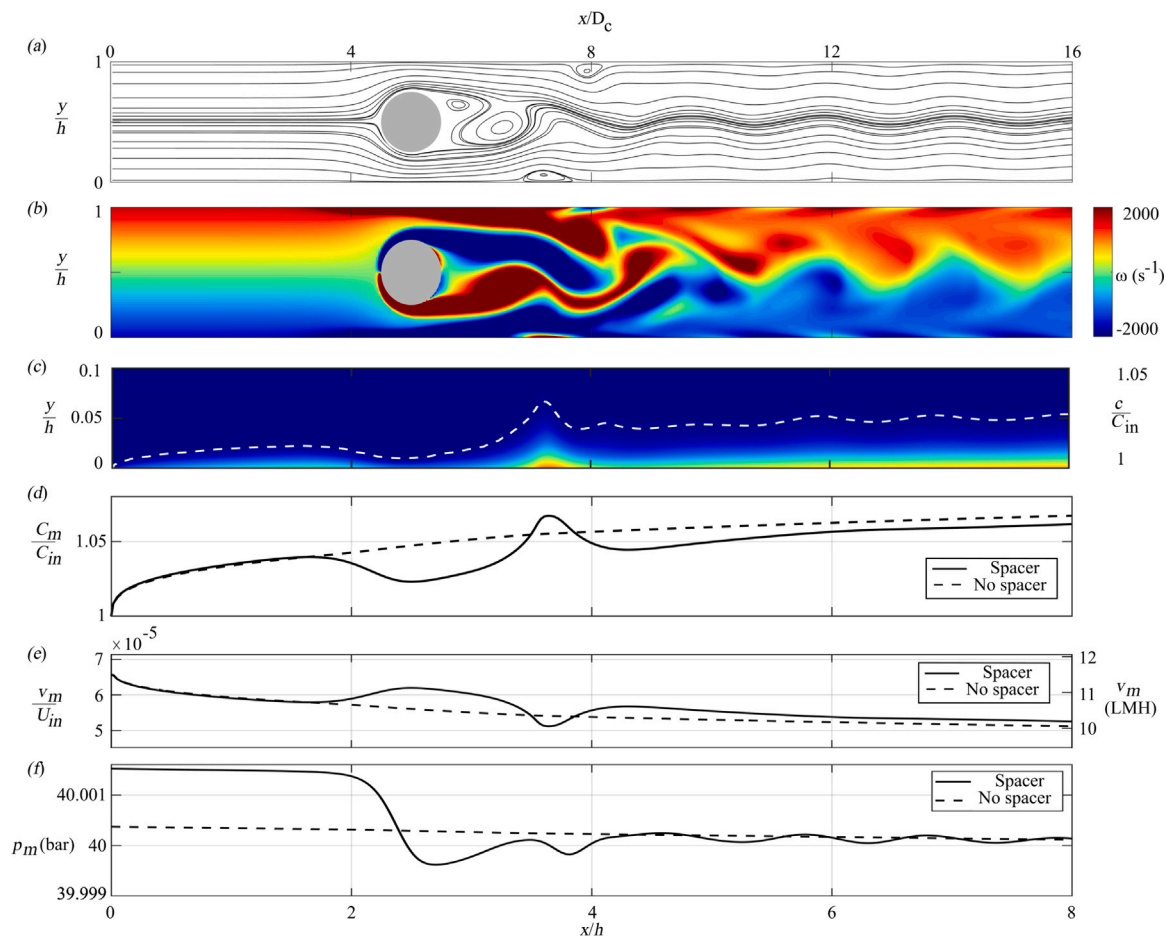 x/D_c
(a)
0 4 8 12 16
1
y/h
0
(b)
1
y/h
0
2000
ω (s^-1)
-2000
(c)
0.1
y/h
0.05
0
1.05
c/C_in
1
(d)
C_m/C_in
1.05
1
Spacer
No spacer
(e)
×10^-5
7
v_m/U_in
6
5
Spacer
No spacer
12
11
10
v_m
(LMH)
(f)
40.001
p_m (bar)
40
39.999
Spacer
No spacer
0 2 4 6 8
x/h